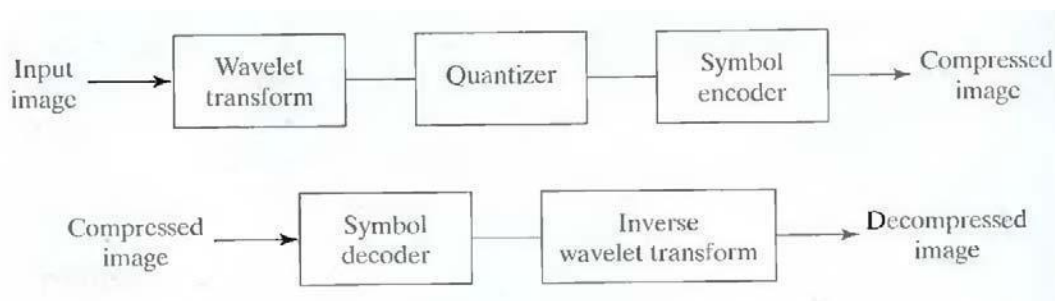 Input
image
Wavelet
transform
Quantizer
Symbol
encoder
Compressed
image
Compressed
image
Symbol
decoder
Inverse
wavelet transform
Decompressed
image